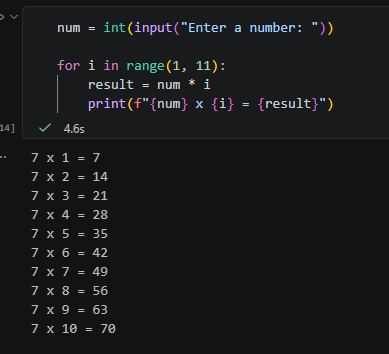 num = int(input("Enter a number: "))
for i in range(1, 11):
    result = num * i
    print(f"{num} x {i} = {result}")
14]
4.6s
7 x 1 = 7
7 x 2 = 14
7 x 3 = 21
7 x 4 = 28
7 x 5 = 35
7 x 6 = 42
7 x 7 = 49
7 x 8 = 56
7 x 9 = 63
7 x 10 = 70